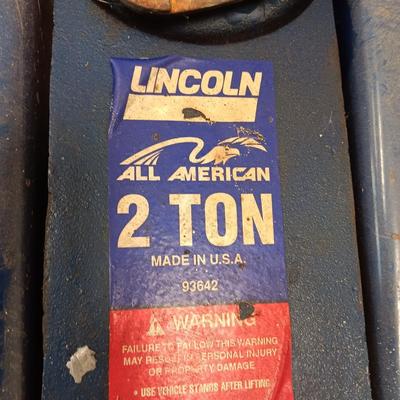 LINCOLN
ALL AMERICAN
2 TON
MADE IN U.S.A.
93642
WARNING
FAILURE TO FOLLOW THIS WARNING
MAY RESULT IN PERSONAL INJURY
OR PROPERTY DAMAGE
• USE VEHICLE STANDS AFTER LIFTING